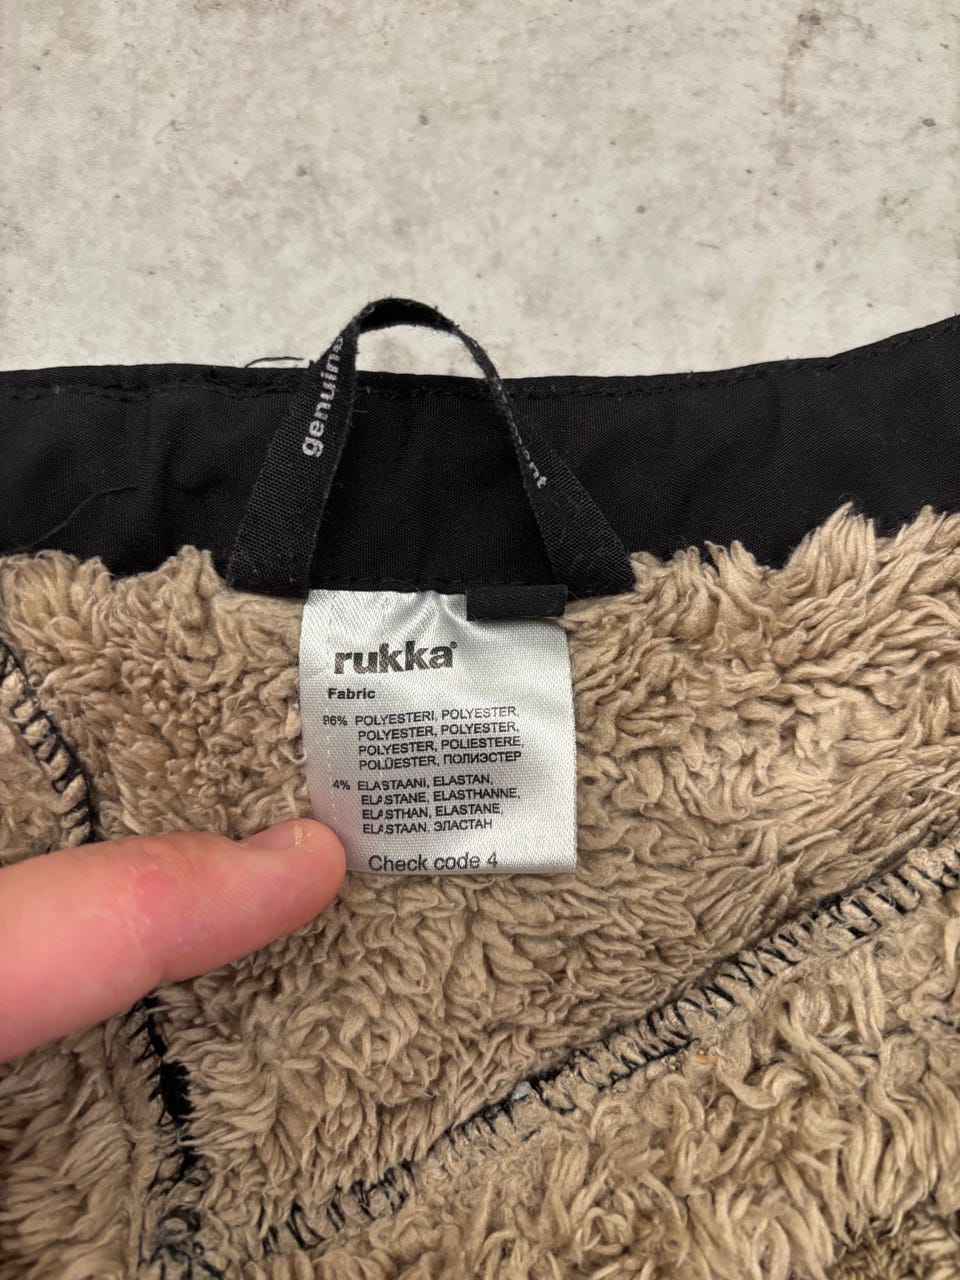 genuine
rukka®
Fabric
96% POLYESTERI, POLYESTER,
POLYESTER, POLYESTER,
POLYESTER, POLIESTERE,
POLÜESTER, ПОЛИЭСТЕР
4% ELASTAANI, ELASTAN,
ELASTANE, ELASTHANNE,
ELASTHAN, ELASTANE,
ELASTAAN, ЭЛАСТАН
Check code 4